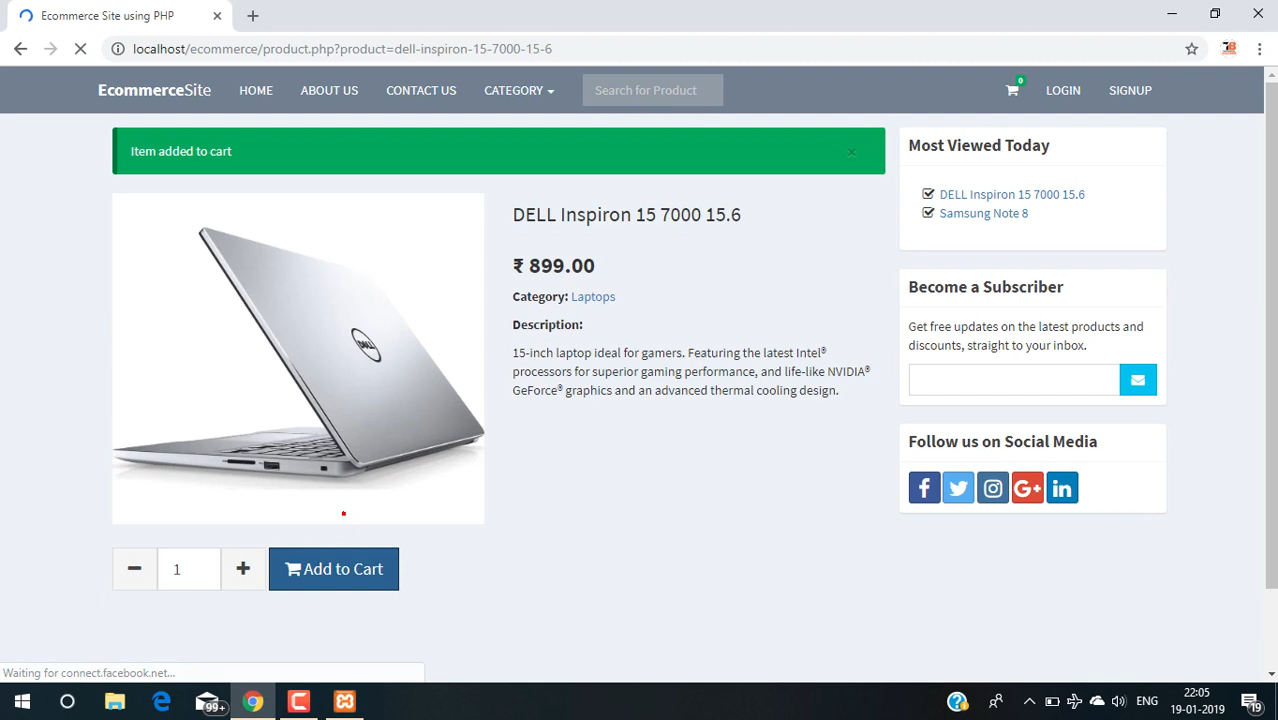 Ecommerce Site using PHP
localhost/ecommerce/product.php?product=dell-inspiron-15-7000-15-6
EcommerceSite HOME ABOUT US CONTACT US CATEGORY Search for Product 0 LOGIN SIGNUP
Item added to cart ×
DELL
DELL Inspiron 15 7000 15.6
₹ 899.00
Category: Laptops
Description:
15-inch laptop ideal for gamers. Featuring the latest Intel®
processors for superior gaming performance, and life-like NVIDIA®
GeForce® graphics and an advanced thermal cooling design.
1 Add to Cart
Most Viewed Today
DELL Inspiron 15 7000 15.6
Samsung Note 8
Become a Subscriber
Get free updates on the latest products and
discounts, straight to your inbox.
Follow us on Social Media
f G+ in
Waiting for connect.facebook.net...
99+
ENG
22:05
19-01-2019
19